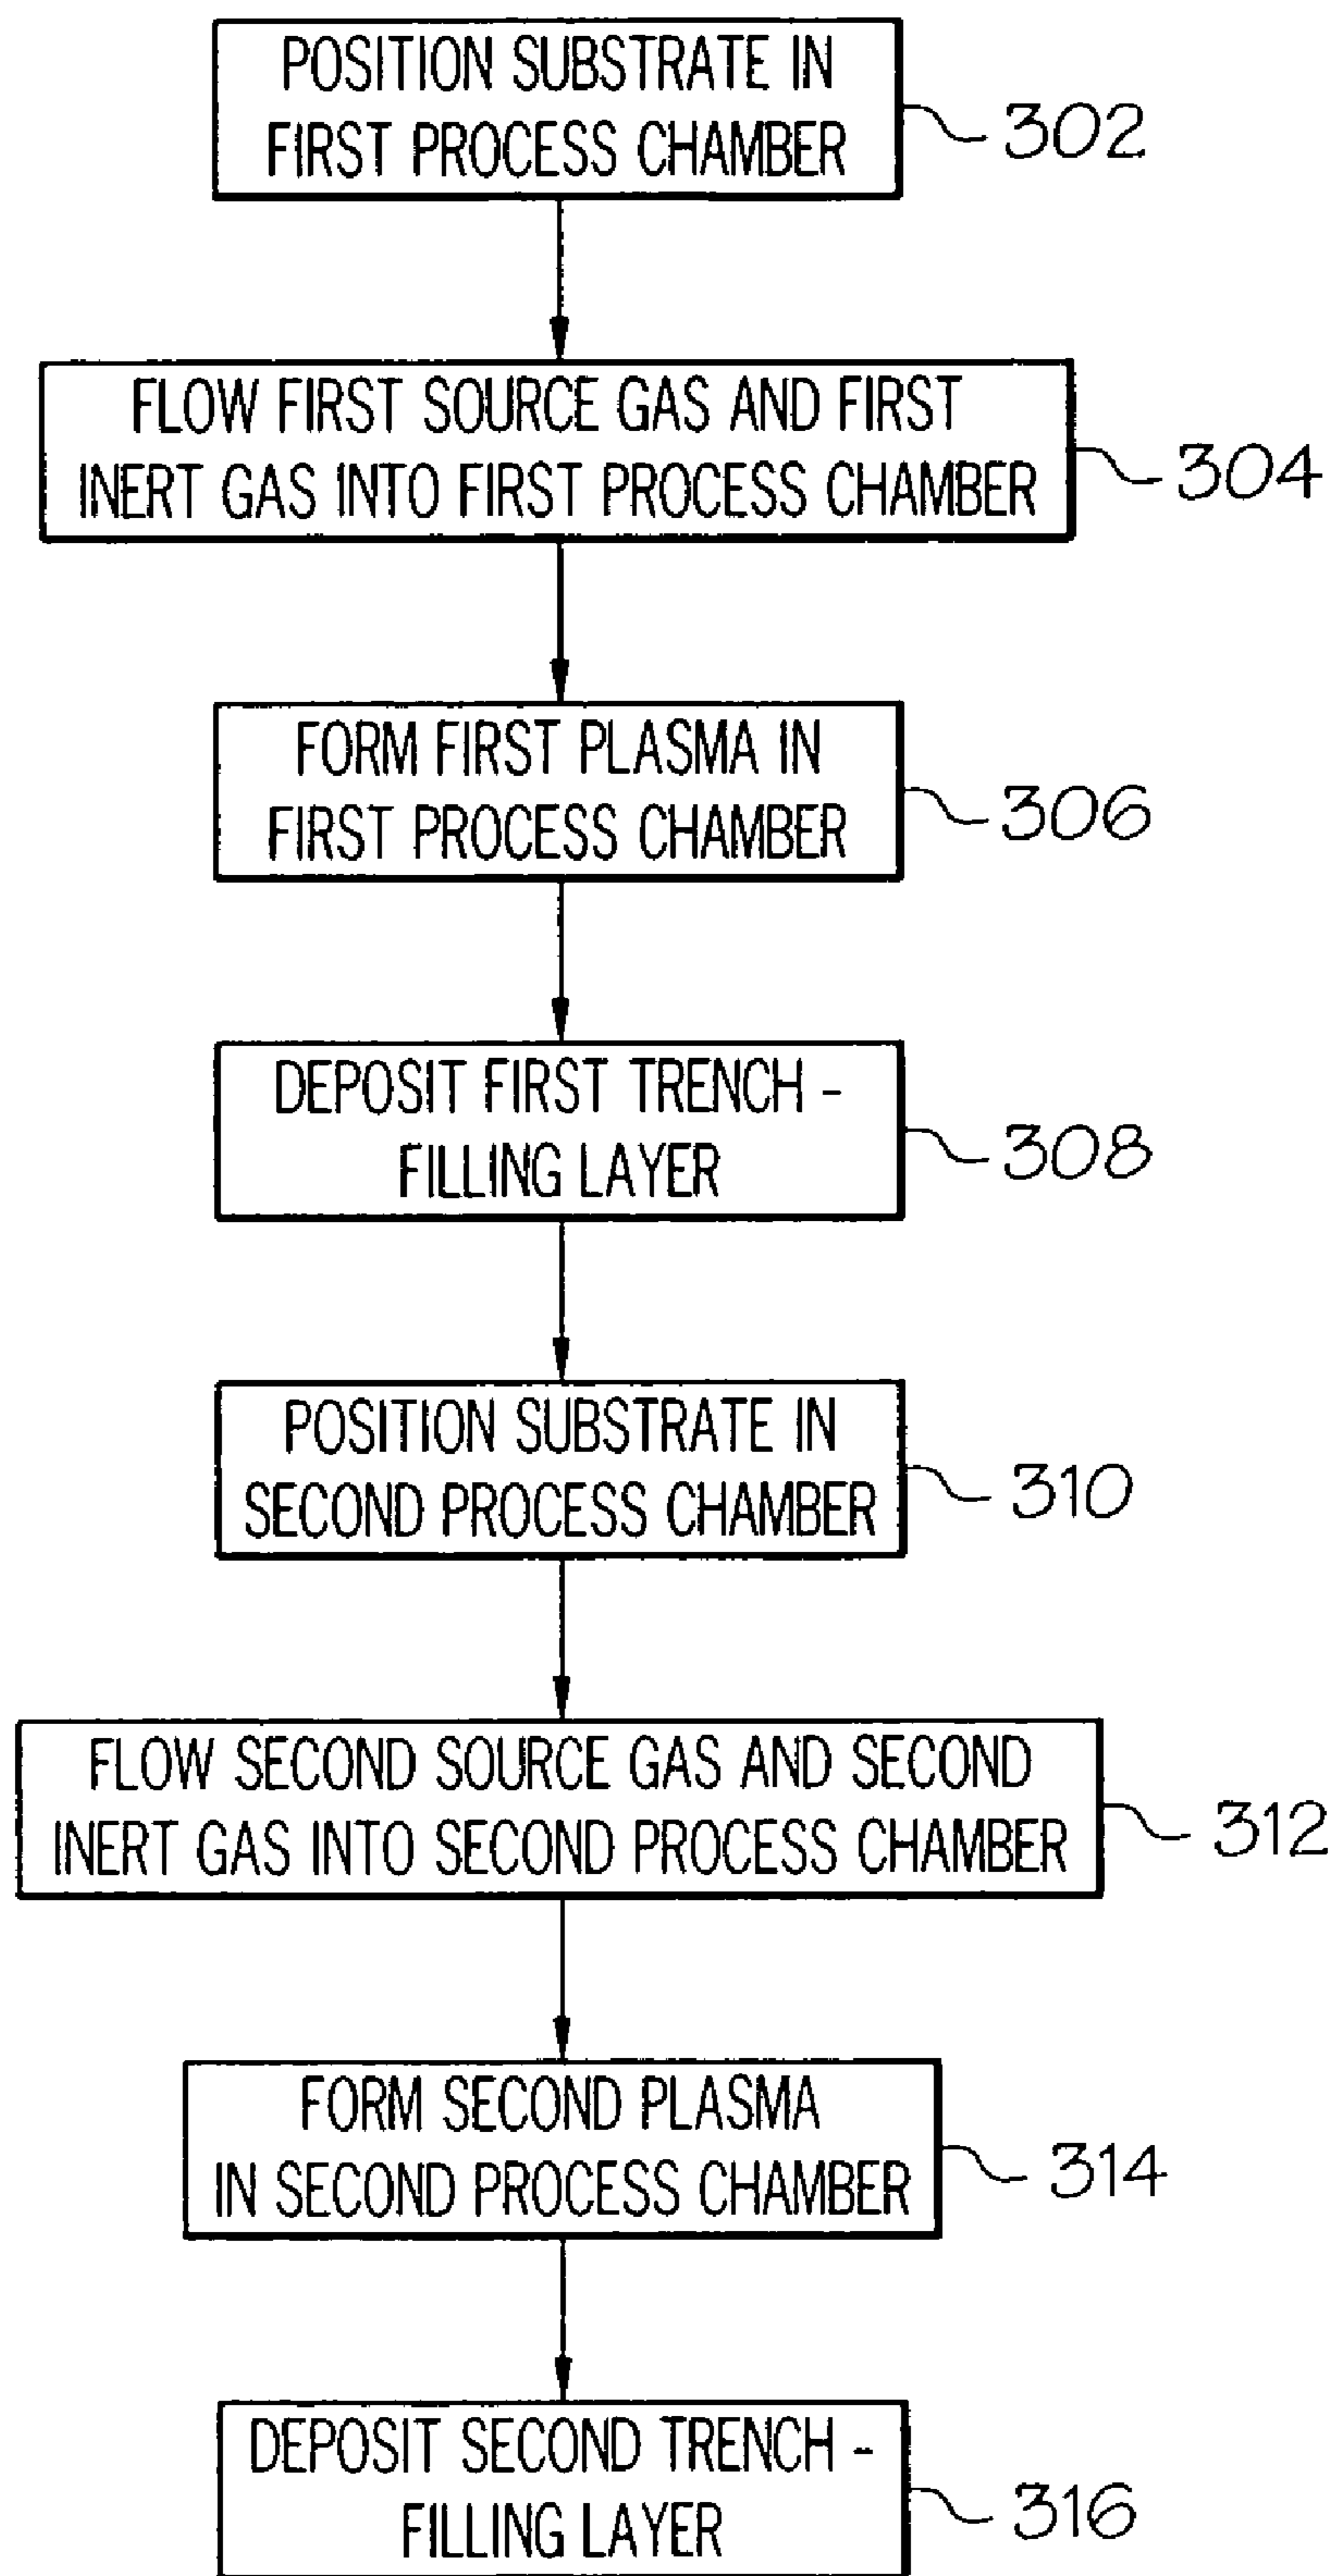 POSITION SUBSTRATE IN
FIRST PROCESS CHAMBER
302
FLOW FIRST SOURCE GAS AND FIRST
INERT GAS INTO FIRST PROCESS CHAMBER
304
FORM FIRST PLASMA IN
FIRST PROCESS CHAMBER
306
DEPOSIT FIRST TRENCH -
FILLING LAYER
308
POSITION SUBSTRATE IN
SECOND PROCESS CHAMBER
310
FLOW SECOND SOURCE GAS AND SECOND
INERT GAS INTO SECOND PROCESS CHAMBER
312
FORM SECOND PLASMA
IN SECOND PROCESS CHAMBER
314
DEPOSIT SECOND TRENCH -
FILLING LAYER
316